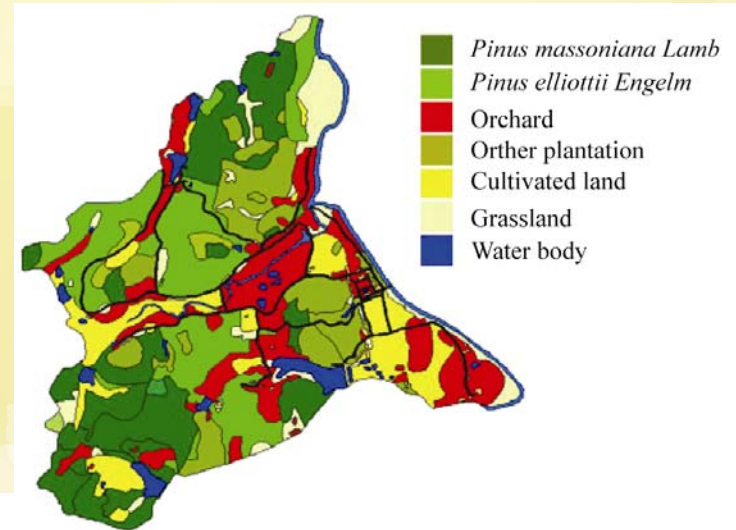 Pinus massoniana Lamb
Pinus elliottii Engelm
Orchard
Orther plantation
Cultivated land
Grassland
Water body